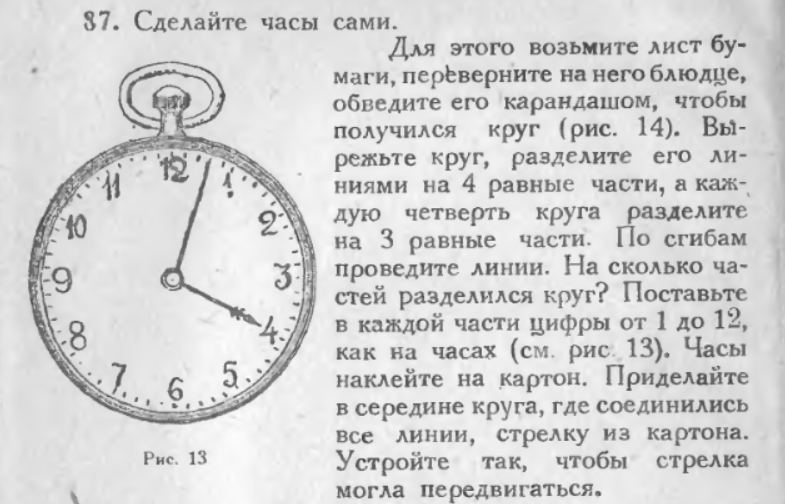 37. Сделайте часы сами.
Для этого возьмите лист бу-
маги, переверните на него блюдце,
обведите его карандашом, чтобы
получился круг (рис. 14). Вы-
режьте круг, разделите его ли-
ниями на 4 равные части, а каж-
дую четверть круга разделите
на 3 равные части. По сгибам
проведите линии. На сколько ча-
стей разделился круг? Поставьте
в каждой части цифры от 1 до 12,
как на часах (см. рис. 13). Часы
наклейте на картон. Приделайте
в середине круга, где соединились
все линии, стрелку из картона.
Устройте так, чтобы стрелка
могла передвигаться.
12
1
2
3
4
5
6
7
8
9
10
11
Рис. 13